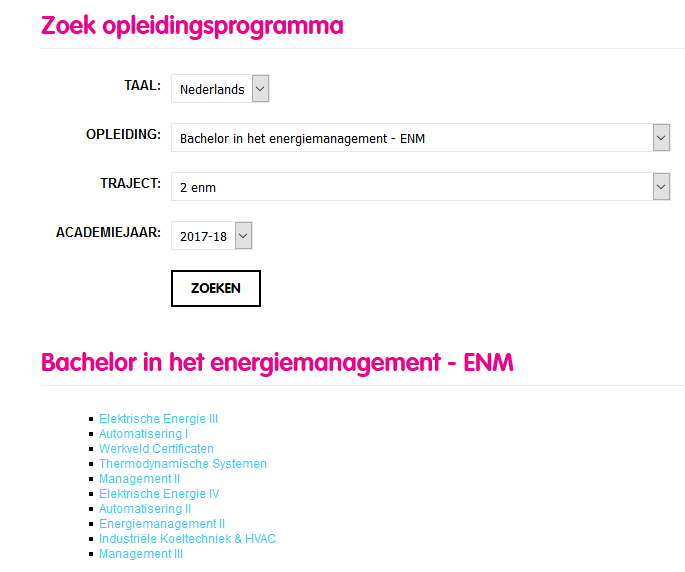 Zoek opleidingsprogramma
TAAL: Nederlands
OPLEIDING: Bachelor in het energiemanagement - ENM
TRAJECT: 2 enm
ACADEMIEJAAR: 2017-18
ZOEKEN
Bachelor in het energiemanagement - ENM
Elektrische Energie III
Automatisering I
Werkveld Certificaten
Thermodynamische Systemen
Management II
Elektrische Energie IV
Automatisering II
Energiemanagement II
Industriële Koeltechniek & HVAC
Management III